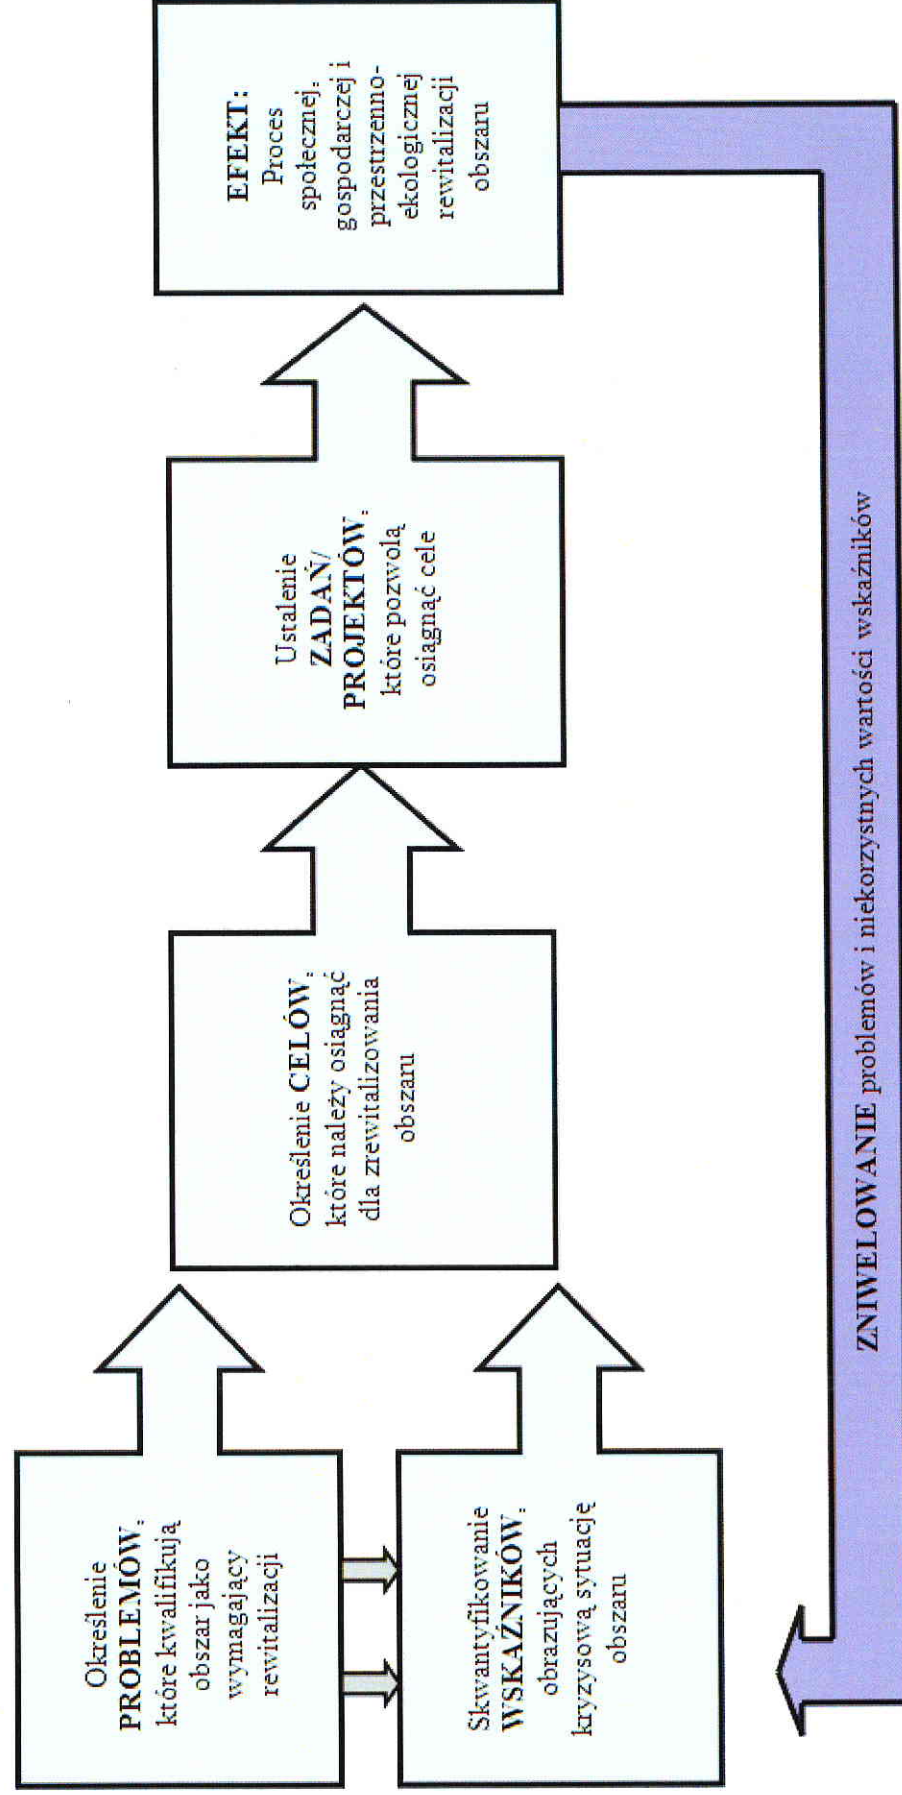 Określenie
PROBLEMÓW,
które kwalifikują
obszar jako
wymagający
rewitalizacji
Skwantyfikowanie
WSKAŹNIKÓW,
obrazujących
kryzysową sytuację
obszaru
Określenie CELÓW,
które należy osiągnąć
dla zrewitalizowania
obszaru
Ustalenie
ZADAŃ/
PROJEKTÓW,
które pozwolą
osiągnąć cele
EFEKT:
Proces
społecznej,
gospodarczej i
przestrzenno-
ekologicznej
rewitalizacji
obszaru
ZNIWELOWANIE problemów i niekorzystnych wartości wskaźników